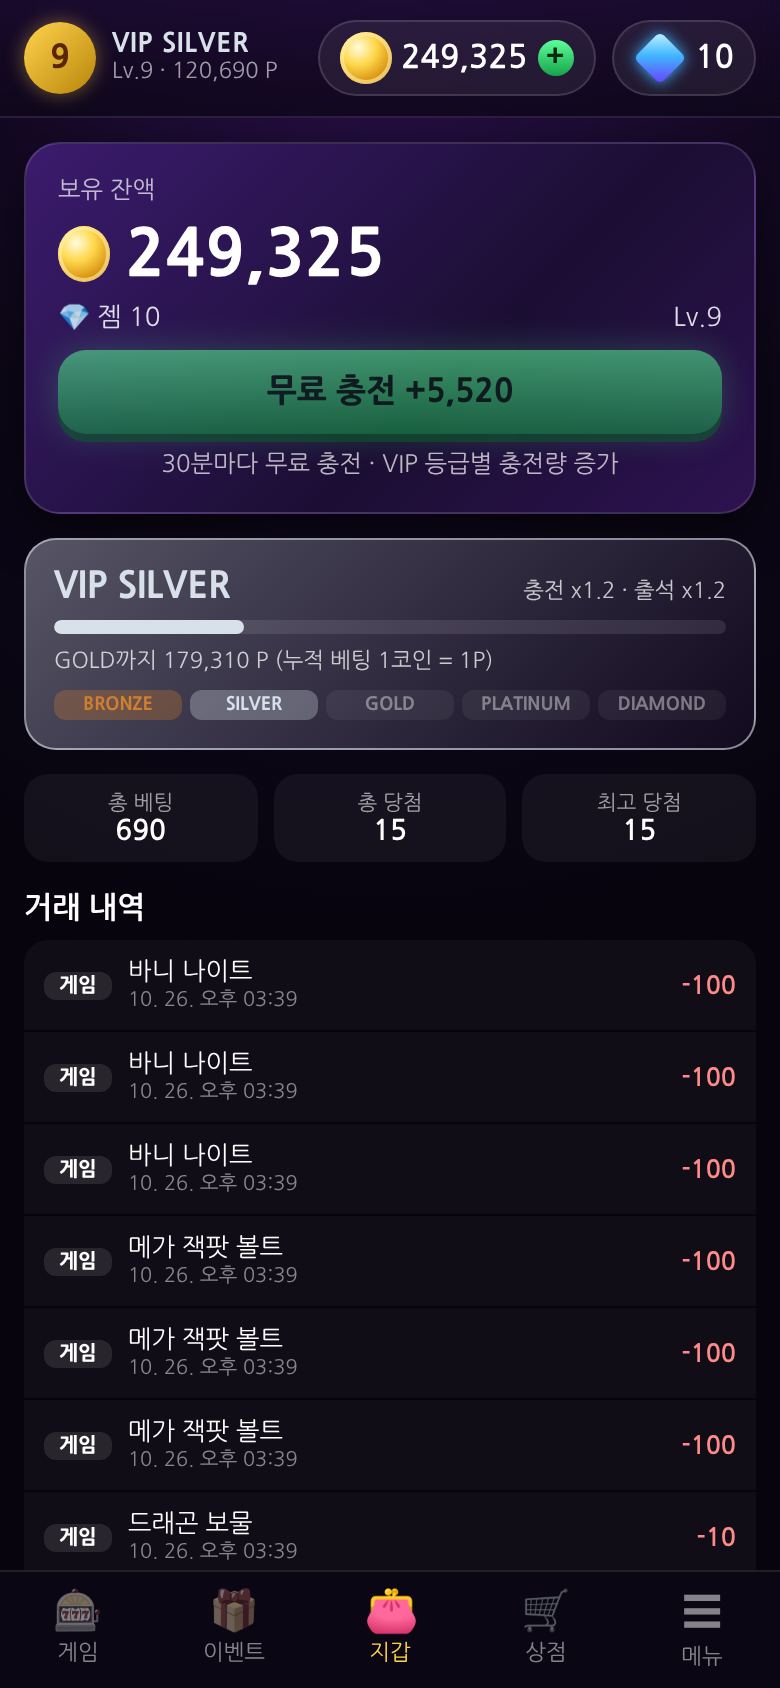 9
VIP SILVER
Lv.9 · 120,690 P
249,325 +
10
보유 잔액
249,325
젬 10
Lv.9
무료 충전 +5,520
30분마다 무료 충전 · VIP 등급별 충전량 증가
VIP SILVER
충전 x1.2 · 출석 x1.2
GOLD까지 179,310 P (누적 베팅 1코인 = 1P)
BRONZE SILVER GOLD PLATINUM DIAMOND
총 베팅
690
총 당첨
15
최고 당첨
15
거래 내역
게임 바니 나이트 -100
10. 26. 오후 03:39
게임 바니 나이트 -100
10. 26. 오후 03:39
게임 바니 나이트 -100
10. 26. 오후 03:39
게임 메가 잭팟 볼트 -100
10. 26. 오후 03:39
게임 메가 잭팟 볼트 -100
10. 26. 오후 03:39
게임 메가 잭팟 볼트 -100
10. 26. 오후 03:39
게임 드래곤 보물 -10
10. 26. 오후 03:39
게임 이벤트 지갑 상점 메뉴